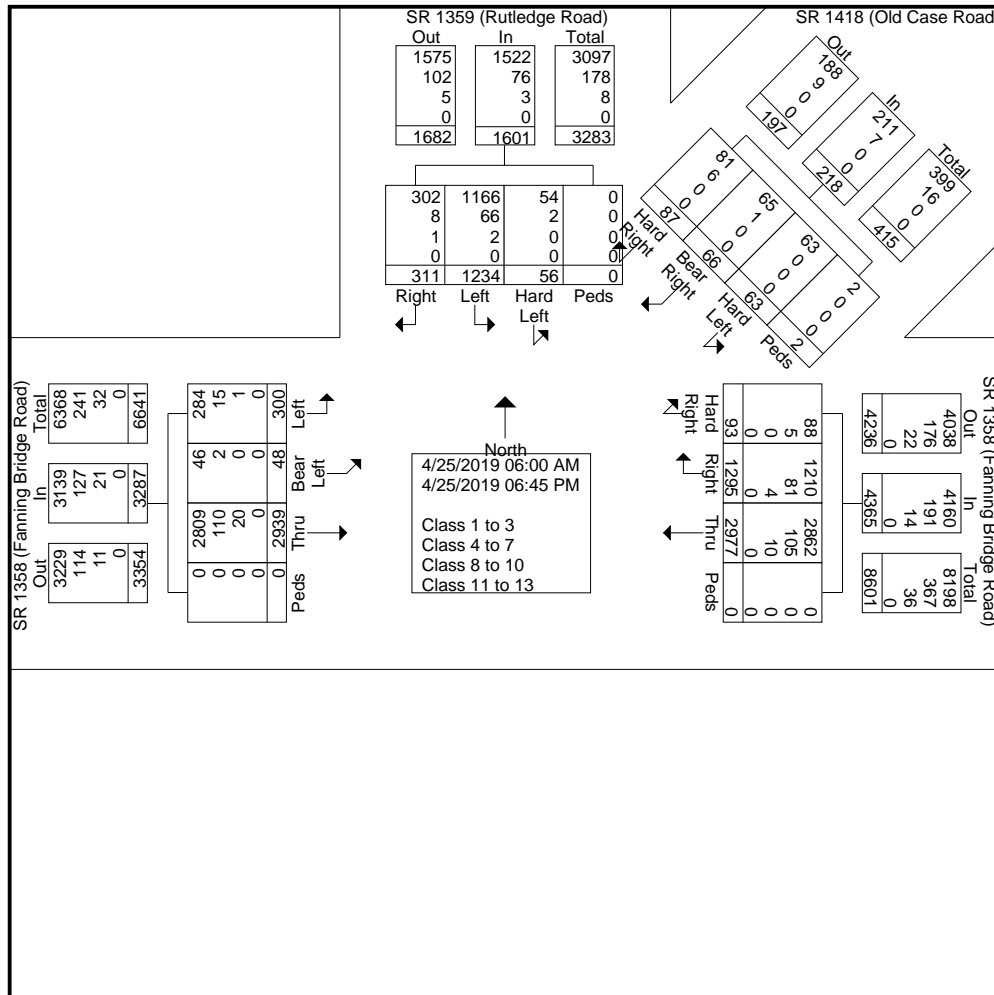 SR 1359 (Rutledge Road)
Out In Total
1575 1522 3097
102 76 178
5 3 8
0 0 0
1682 1601 3283
302 1166 54 0
8 66 2 0
1 2 0 0
0 0 0 0
311 1234 56 0
Right Left Hard Left Peds
SR 1418 (Old Case Road)
Out In Total
188 211 399
9 7 16
0 0 0
0 0 0
197 218 415
81 65 63 2
6 1 0 0
0 0 0 0
0 0 0 0
87 66 63 2
Hard Right Bear Right Hard Left Peds
SR 1358 (Fanning Bridge Road)
Total In Out
6368 3139 3229
241 127 114
32 21 11
0 0 0
6641 3287 3354
284 46 2809 0
15 2 110 0
1 0 20 0
0 0 0 0
300 48 2939 0
Left Bear Left Thru Peds
North
4/25/2019 06:00 AM
4/25/2019 06:45 PM
Class 1 to 3
Class 4 to 7
Class 8 to 10
Class 11 to 13
Hard Right Right Thru Peds
88 1210 2862 0
5 81 105 0
0 4 10 0
0 0 0 0
93 1295 2977 0
SR 1358 (Fanning Bridge Road)
Out In Total
4038 4160 8198
176 191 367
22 14 36
0 0 0
4236 4365 8601